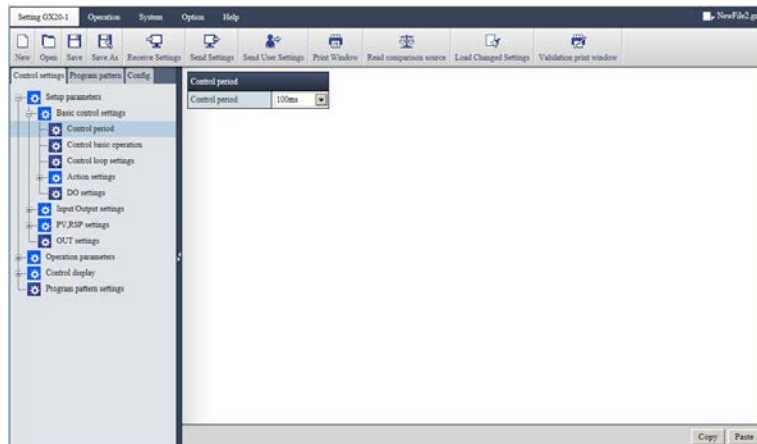 Setting GX20-1 Operation System Option Help NewFile2.g
New Open Save Save As Receive Settings Send Settings Send User Settings Print Window Read comparison source Load Changed Settings Validation print window
Control settings Program pattern Config.
Control period
Control period 100ms
Setup parameters
Basic control settings
Control period
Control basic operation
Control loop settings
Action settings
DO settings
Input/Output settings
PV,RSP settings
OUT settings
Operation parameters
Control display
Program pattern settings
Copy Paste